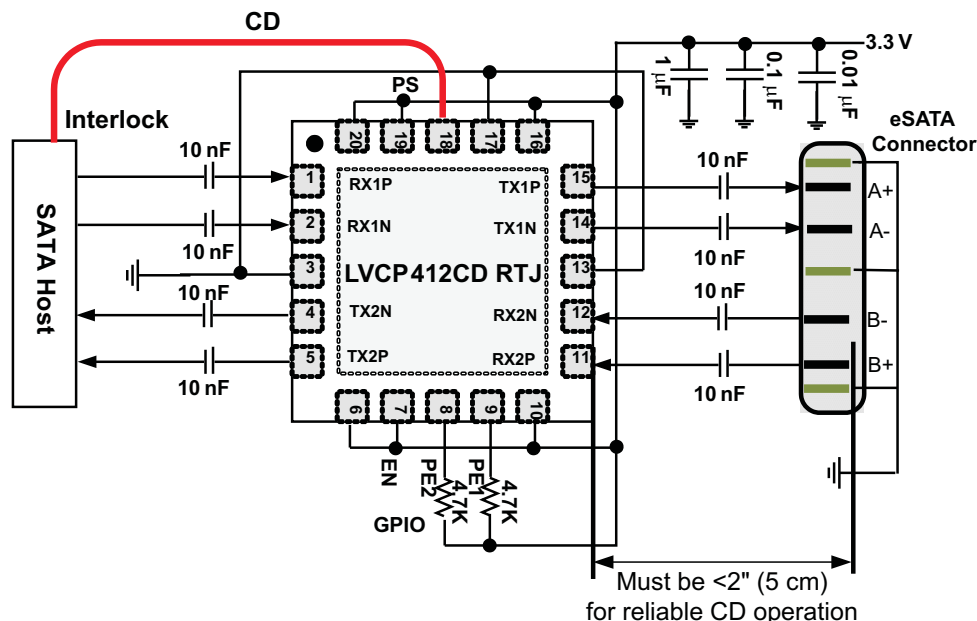 CD
3.3 V
1 µF
0.1 µF
0.01 µF
PS
Interlock
eSATA
Connector
20
19
18
17
16
10 nF
10 nF
1
RX1P
TX1P
15
A+
2
RX1N
TX1N
14
A-
10 nF
10 nF
SATA Host
3
LVCP412CD RTJ
13
10 nF
10 nF
4
TX2N
RX2N
12
B-
5
TX2P
RX2P
11
B+
10 nF
10 nF
6
7
8
9
10
EN
PE2
4.7K
PE1
4.7K
GPIO
Must be <2" (5 cm)
for reliable CD operation